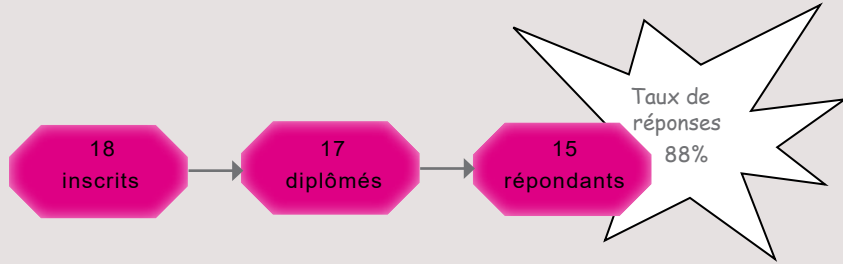 18
inscrits
17
diplômés
15
répondants
Taux de
réponses
88%